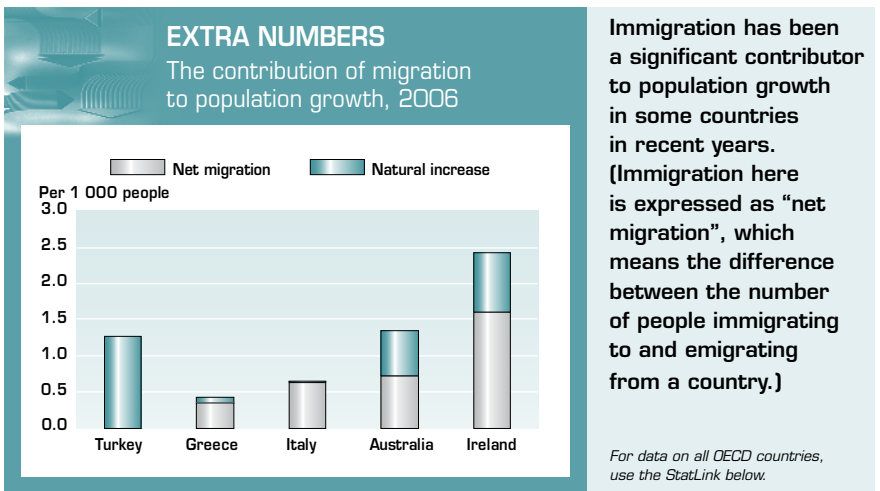 EXTRA NUMBERS
The contribution of migration
to population growth, 2006
Net migration
Natural increase
Per 1 000 people
3.0
2.5
2.0
1.5
1.0
0.5
0.0
Turkey
Greece
Italy
Australia
Ireland
Immigration has been
a significant contributor
to population growth
in some countries
in recent years.
(Immigration here
is expressed as “net
migration”, which
means the difference
between the number
of people immigrating
to and emigrating
from a country.)
For data on all OECD countries,
use the StatLink below.